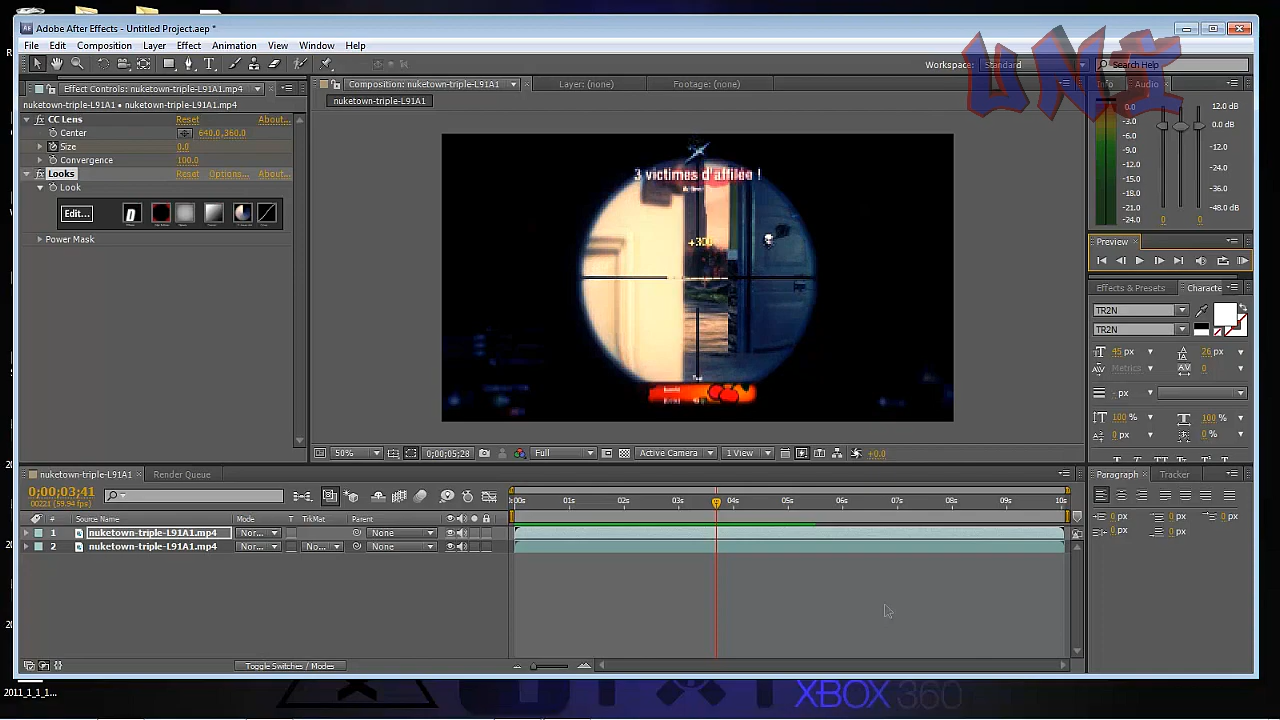 Adobe After Effects - Untitled Project.aep *
File Edit Composition Layer Effect Animation View Window Help
UNI
Workspace: Standard
Search Help
Effect Controls: nuketown-triple-L91A1.mp4
Composition: nuketown-triple-L91A1
Layer: (none)
Footage: (none)
Info Audio
nuketown-triple-L91A1 • nuketown-triple-L91A1.mp4
nuketown-triple-L91A1
CC Lens Reset About...
Center 640.0,360.0
Size 0.0
Convergence 100.0
Looks Reset Options... About...
Look
Edit...
Power Mask
3 victimes d'affilée !
+300
0.0
-3.0
-6.0
-9.0
-12.0
-15.0
-18.0
-21.0
-24.0
12.0 dB
0.0 dB
-12.0
-24.0
-36.0
-48.0 dB
0 0
Preview
Effects & Presets Characte
TR2N
TR2N
45 px 26 px
Metrics 0
- px
100 % 100 %
0 px 0 %
50% 0;00;05;28 Full Active Camera 1 View +0.0
nuketown-triple-L91A1 Render Queue
Paragraph Tracker
0;00;03;41
00221 (59.94 fps)
0:00s 01s 02s 03s 04s 05s 06s 07s 08s 09s 10s
# Source Name Mode T TrkMat Parent
1 nuketown-triple-L91A1.mp4 Nor... None
2 nuketown-triple-L91A1.mp4 Nor... No... None
0 px 0 px 0 px
0 px 0 px
Toggle Switches / Modes
2011_1_1_1...
XBOX 360